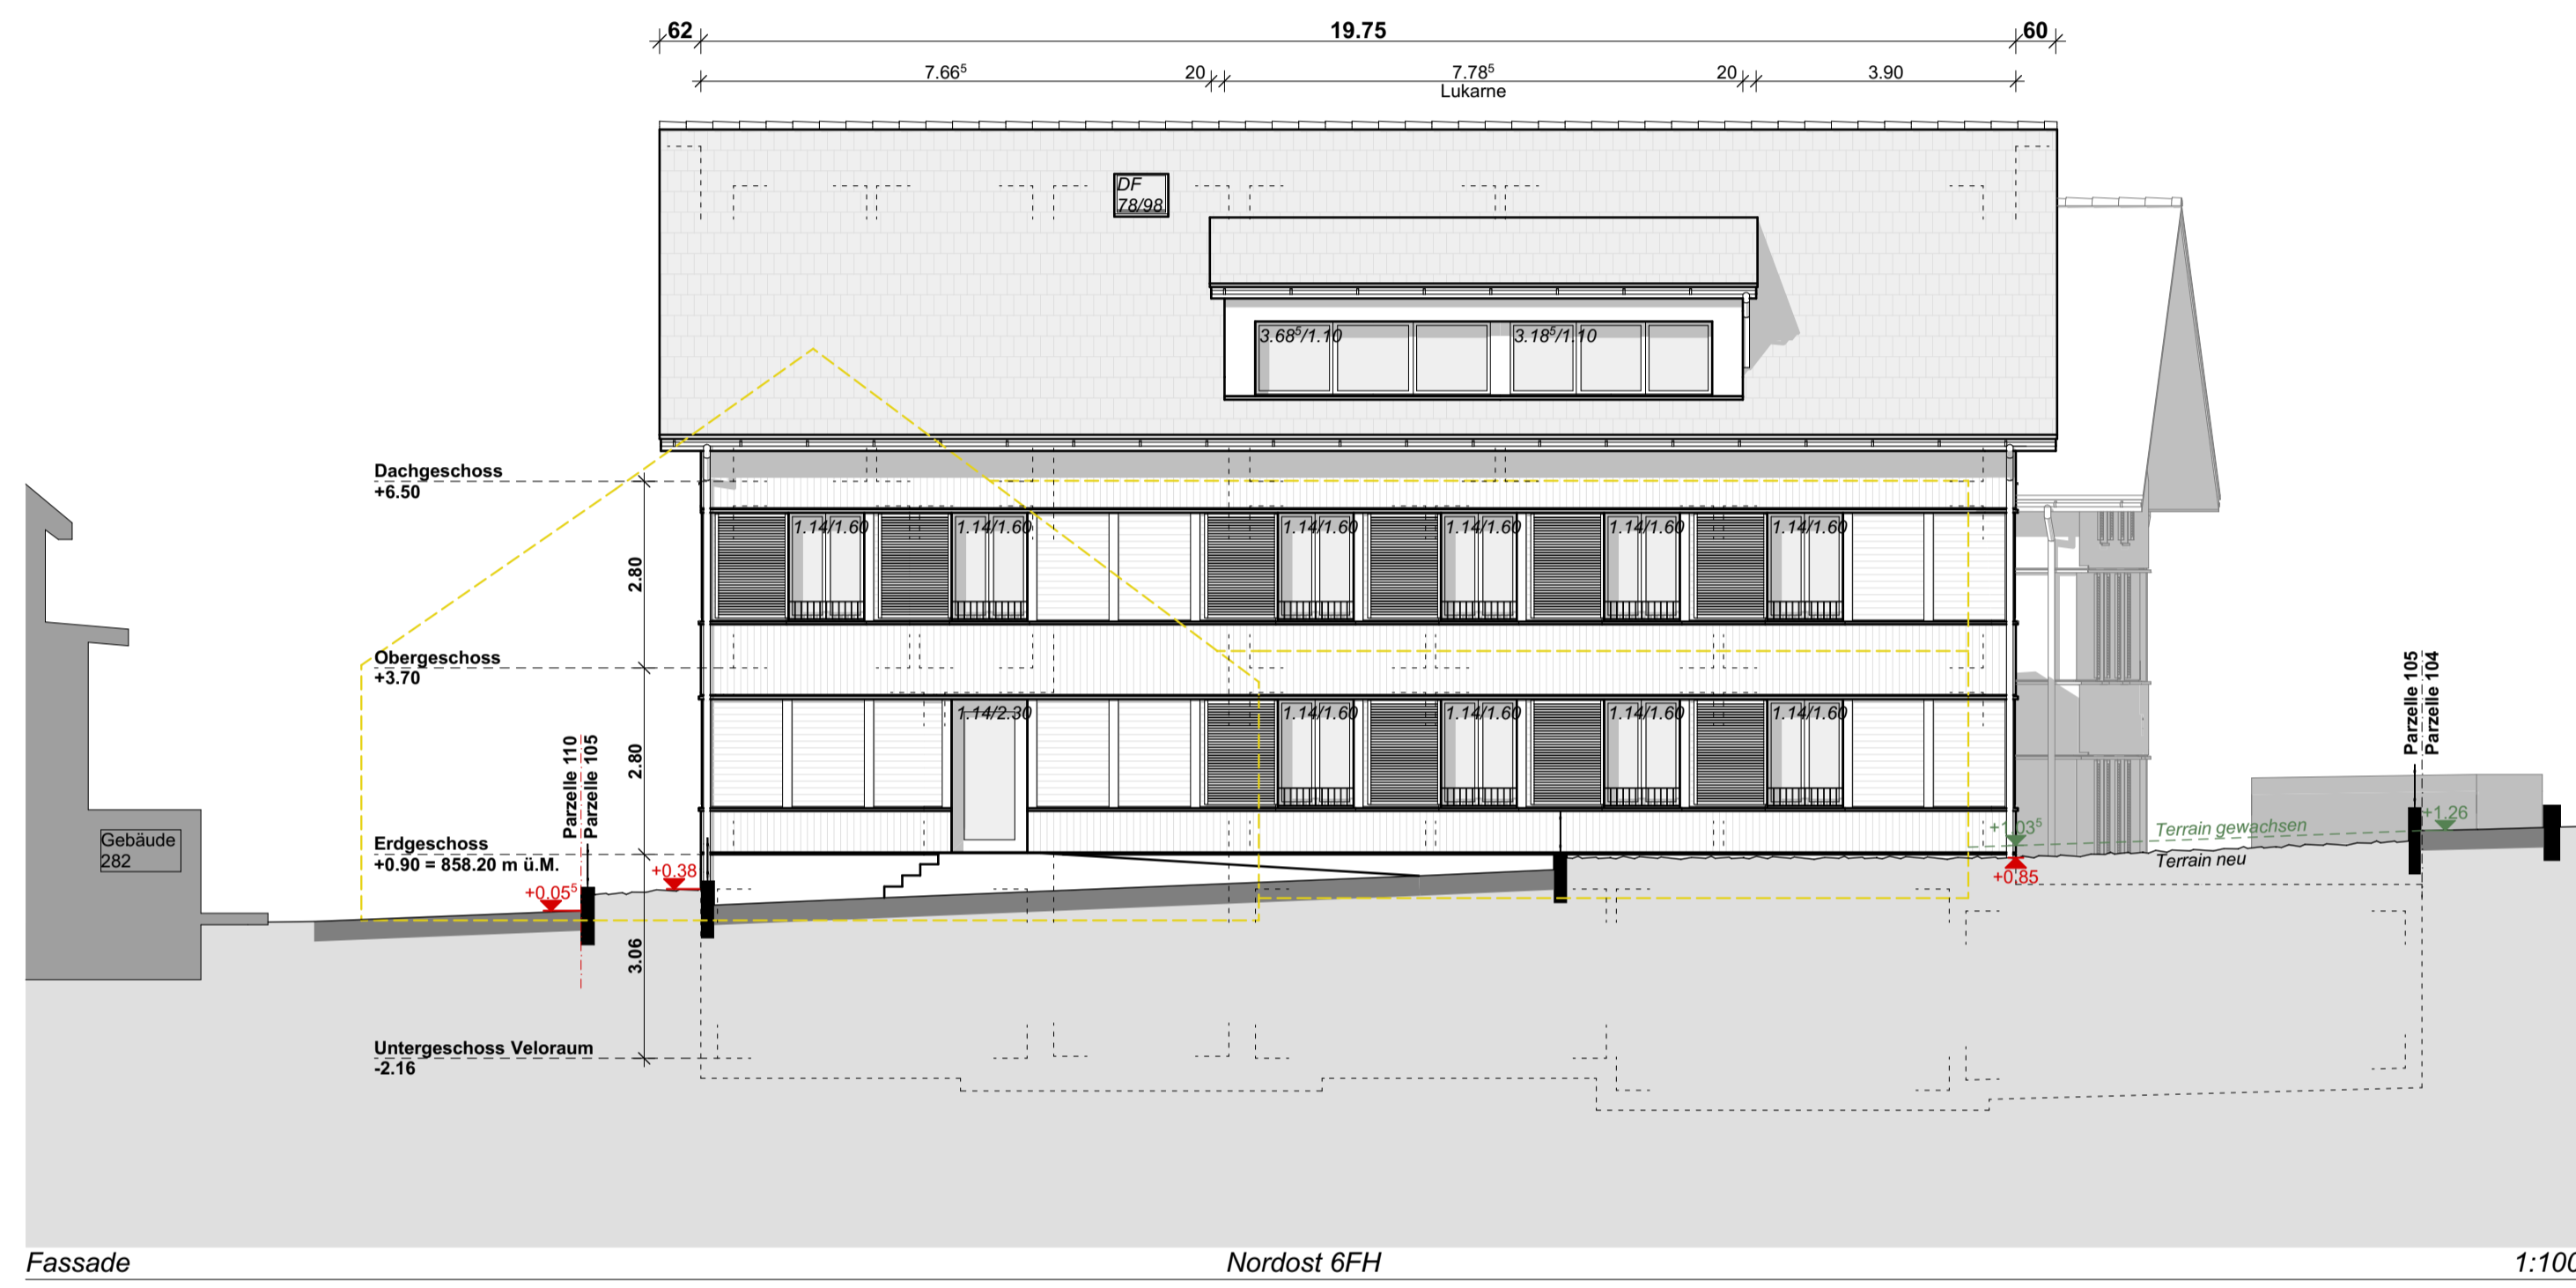 62 19.75 60
7.66⁵ 20 7.78⁵ 20 3.90
Lukarne
DF
78/98
3.68⁵/1.10 3.18⁵/1.10
Dachgeschoss
+6.50
1.14/1.60 1.14/1.60 1.14/1.60 1.14/1.60 1.14/1.60 1.14/1.60
2.80
Obergeschoss
+3.70
1.14/2.30 1.14/1.60 1.14/1.60 1.14/1.60 1.14/1.60
2.80
Parzelle 110
Parzelle 105
Parzelle 105
Parzelle 104
Gebäude
282
Erdgeschoss
+0.90 = 858.20 m ü.M.
+0.05⁵
+0.38
+1.03⁵
Terrain gewachsen
+1.26
Terrain neu
+0.85
3.06
Untergeschoss Veloraum
-2.16
Fassade Nordost 6FH 1:100